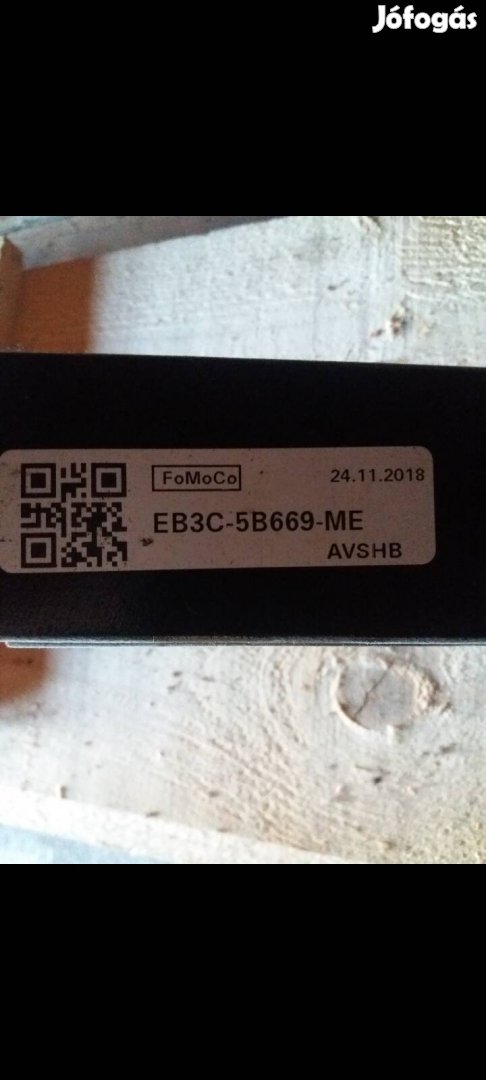 Jófogás
FoMoCo
24.11.2018
EB3C-5B669-ME
AVSHB